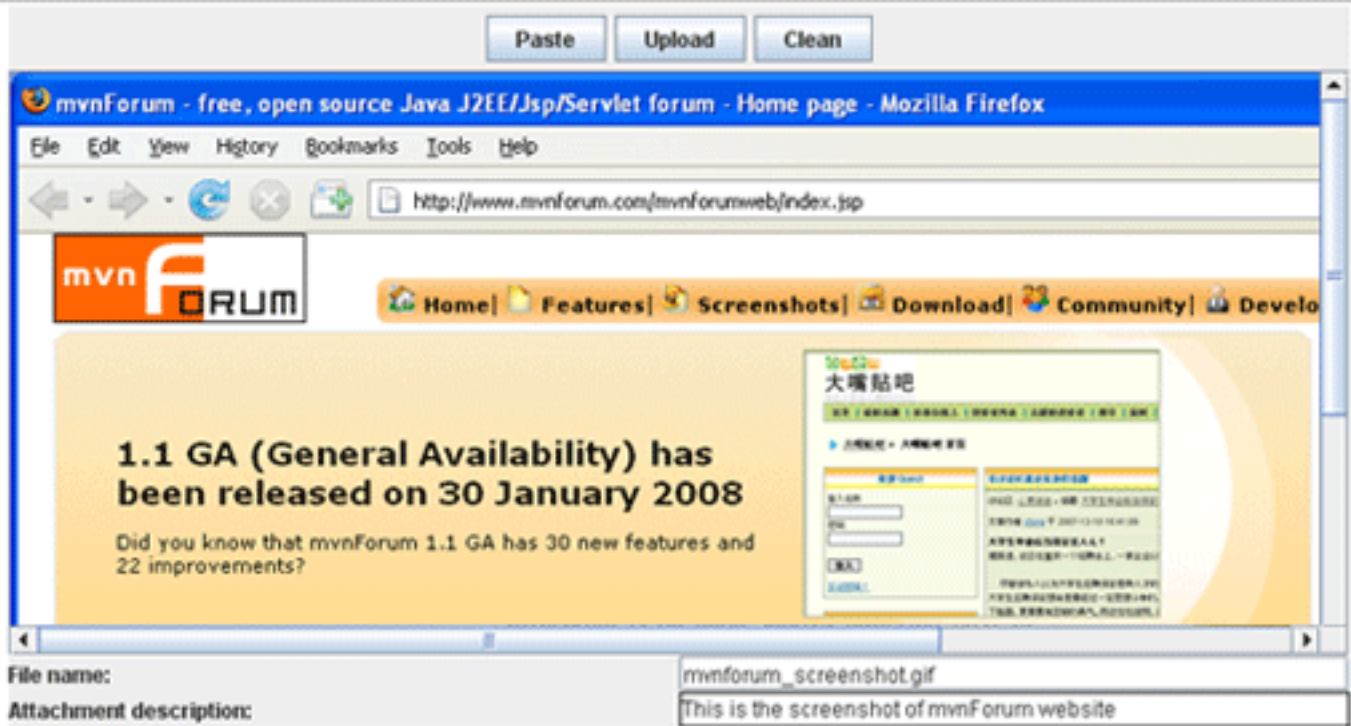 Paste Upload Clean
mvnForum - free, open source Java J2EE/Jsp/Servlet forum - Home page - Mozilla Firefox
File Edit View History Bookmarks Tools Help
http://www.mvnforum.com/mvnforumweb/index.jsp
mvn FORUM
Home| Features| Screenshots| Download| Community| Develo
大嘴贴吧
1.1 GA (General Availability) has
been released on 30 January 2008
Did you know that mvnForum 1.1 GA has 30 new features and
22 improvements?
File name: mvnforum_screenshot.gif
Attachment description: This is the screenshot of mvnForum website